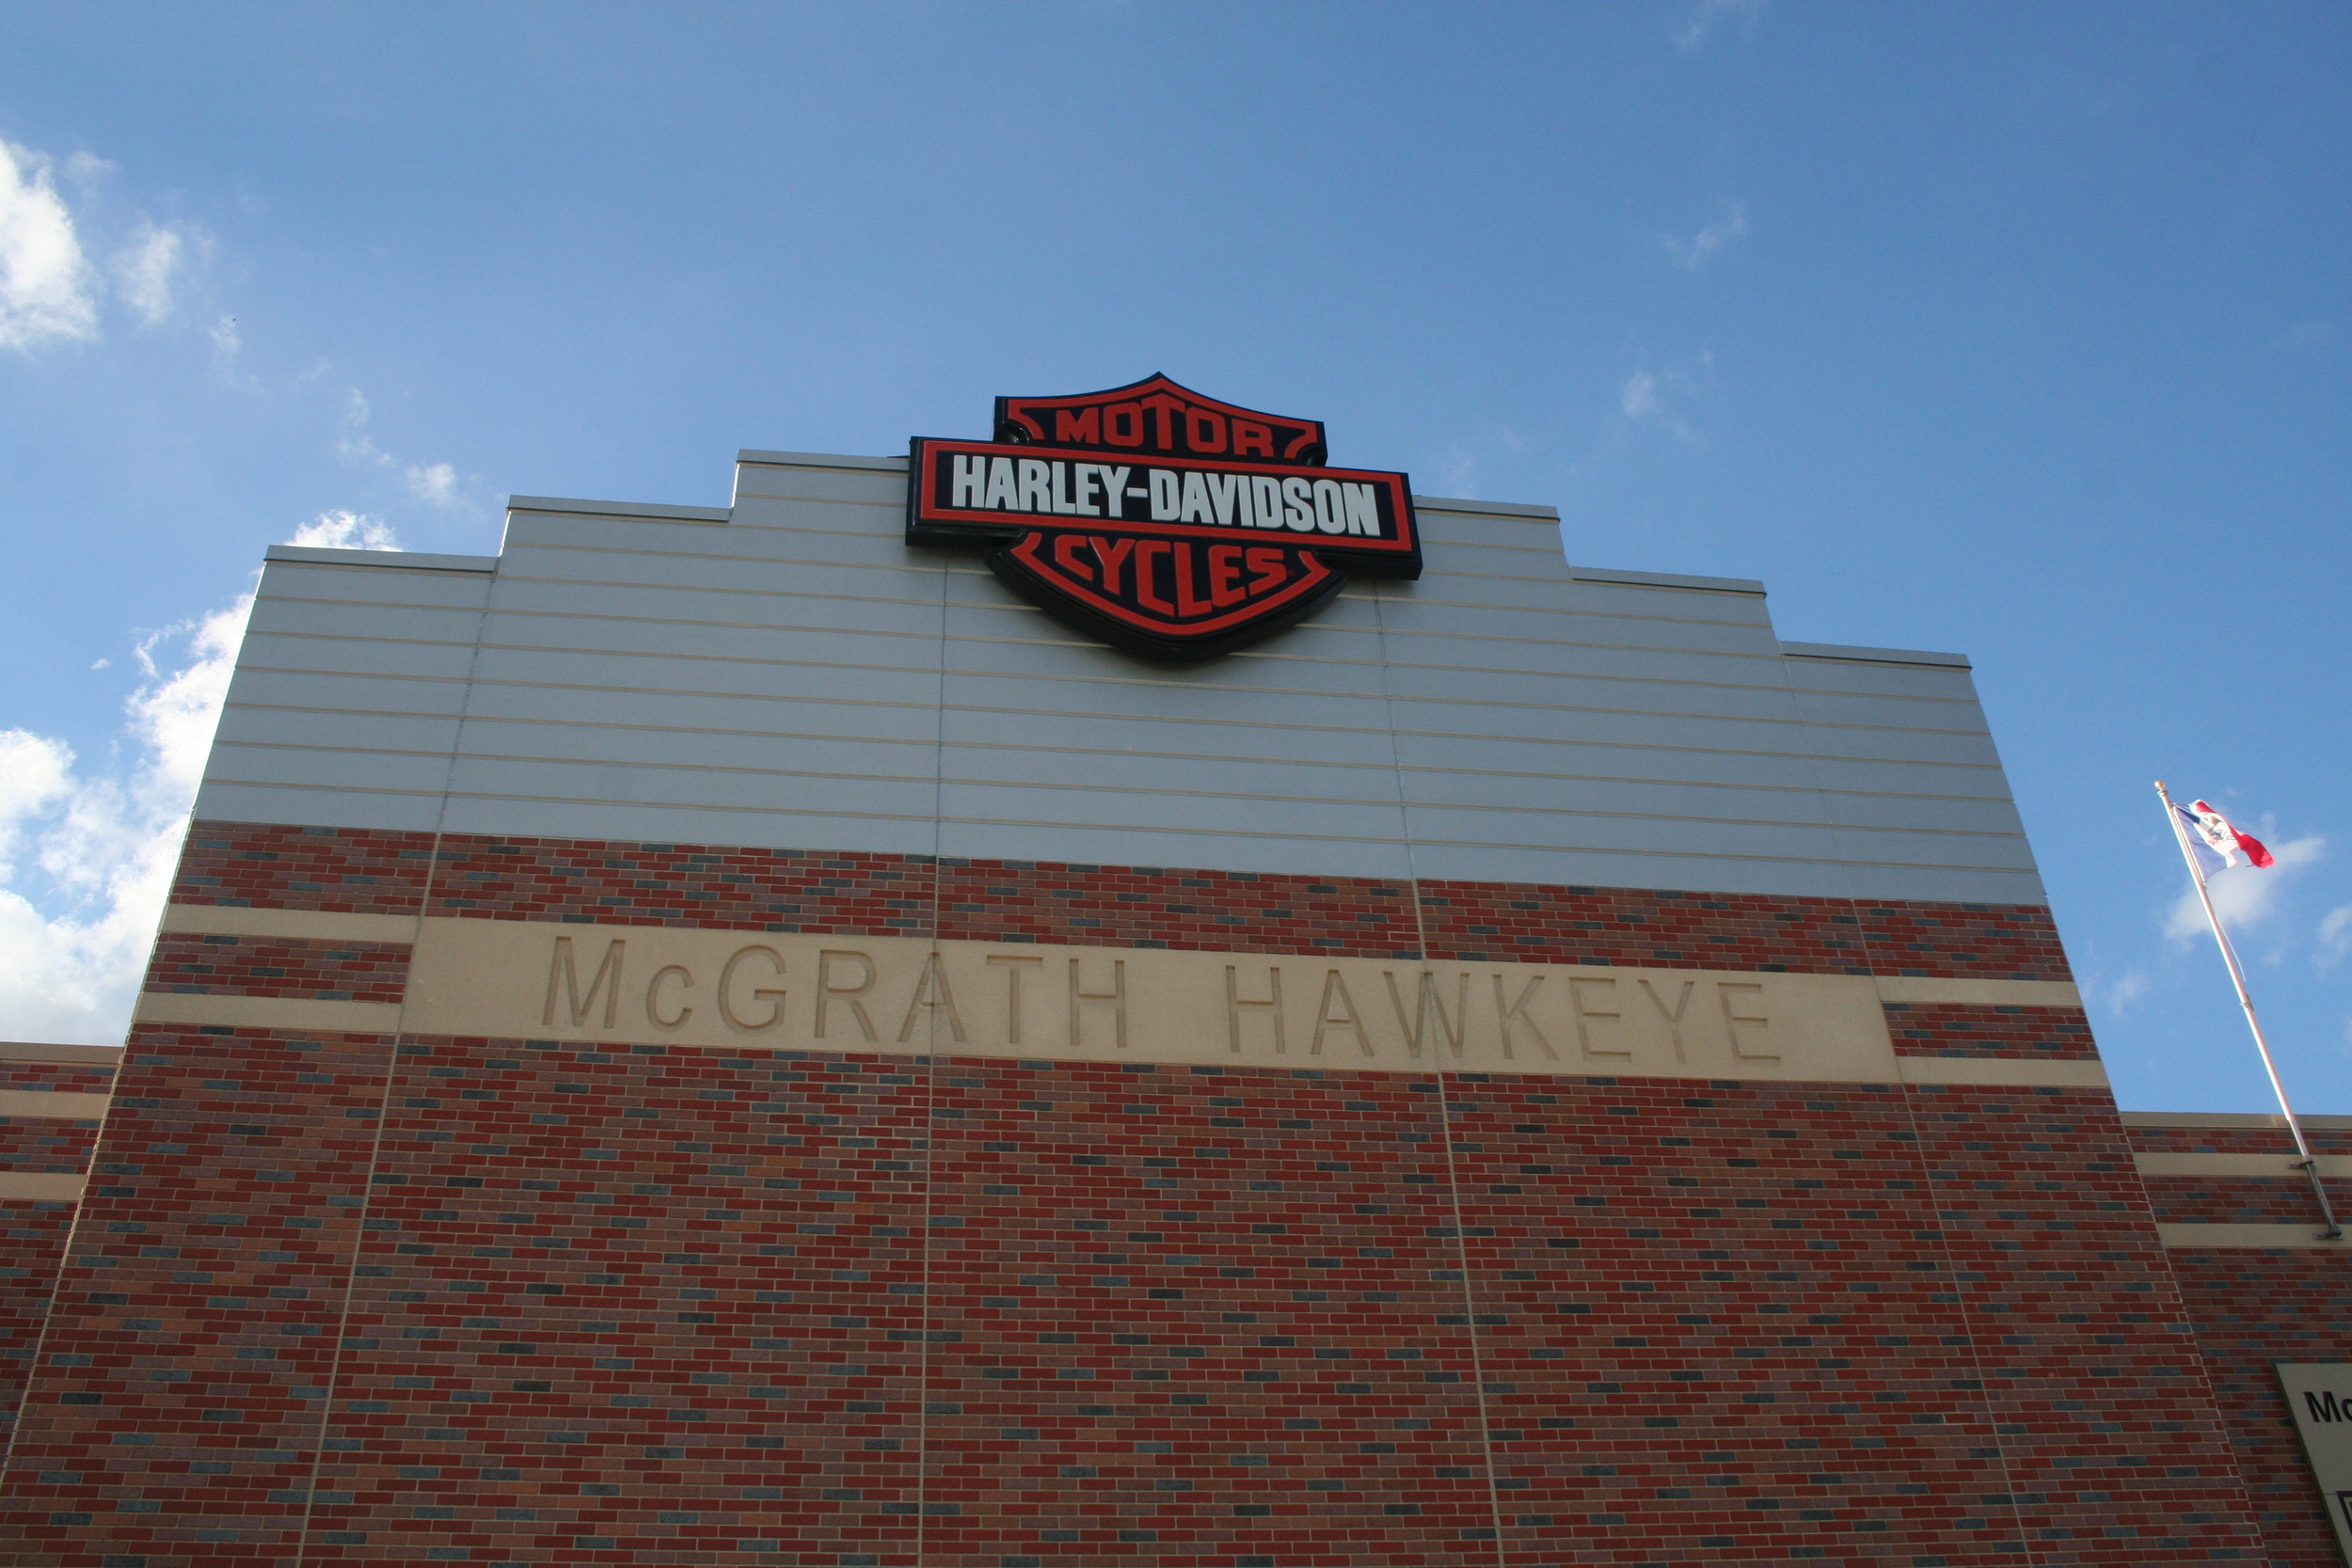 MOTOR
HARLEY-DAVIDSON
CYCLES
McGRATH HAWKEYE